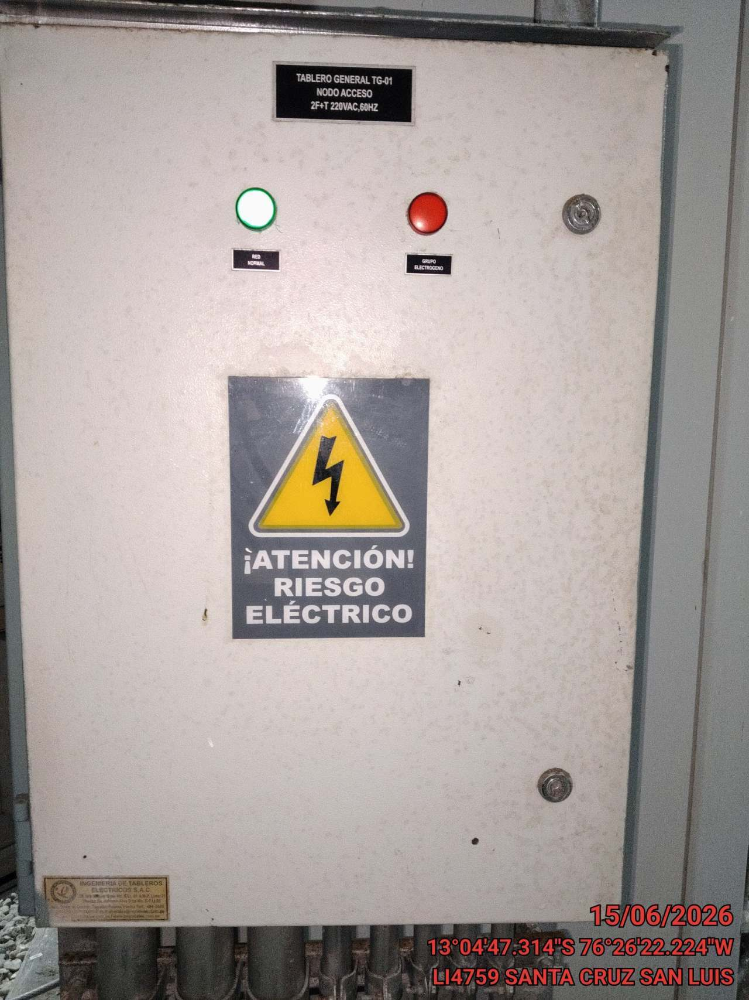 TABLERO GENERAL TG-01
NODO ACCESO
2F+T 220VAC,60HZ
RED
NORMAL
GRUPO
ELECTROGENO
¡ATENCIÓN!
RIESGO
ELÉCTRICO
INGENIERIA DE TABLEROS
ELECTRICOS S.A.C.
15/06/2026
13°04'47.314"S 76°26'22.224"W
LI4759 SANTA CRUZ SAN LUIS